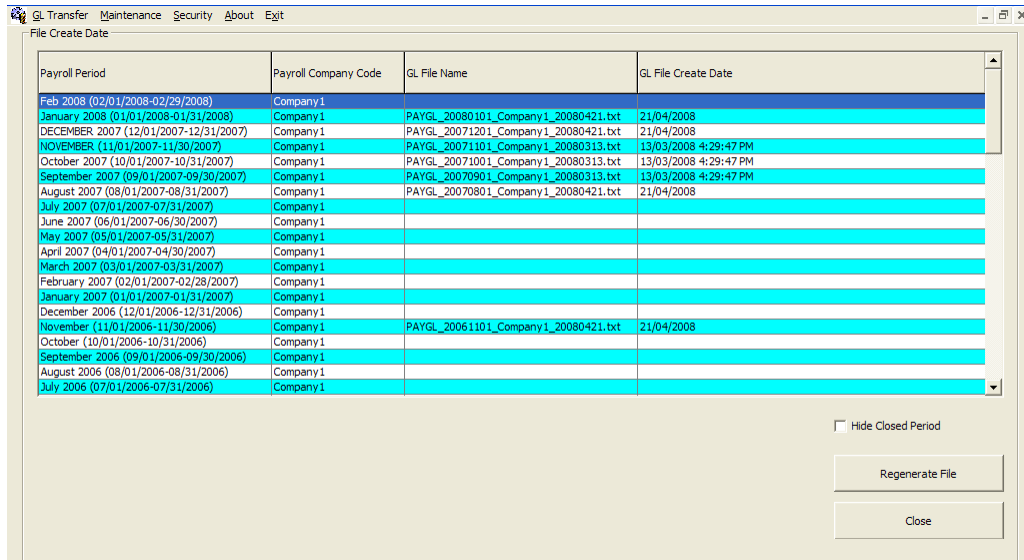 GL Transfer Maintenance Security About Exit
File Create Date
Payroll Period Payroll Company Code GL File Name GL File Create Date
Feb 2008 (02/01/2008-02/29/2008) Company1
January 2008 (01/01/2008-01/31/2008) Company1 PAYGL_20080101_Company1_20080421.txt 21/04/2008
DECEMBER 2007 (12/01/2007-12/31/2007) Company1 PAYGL_20071201_Company1_20080421.txt 21/04/2008
NOVEMBER (11/01/2007-11/30/2007) Company1 PAYGL_20071101_Company1_20080313.txt 13/03/2008 4:29:47 PM
October 2007 (10/01/2007-10/31/2007) Company1 PAYGL_20071001_Company1_20080313.txt 13/03/2008 4:29:47 PM
September 2007 (09/01/2007-09/30/2007) Company1 PAYGL_20070901_Company1_20080313.txt 13/03/2008 4:29:47 PM
August 2007 (08/01/2007-08/31/2007) Company1 PAYGL_20070801_Company1_20080421.txt 21/04/2008
July 2007 (07/01/2007-07/31/2007) Company1
June 2007 (06/01/2007-06/30/2007) Company1
May 2007 (05/01/2007-05/31/2007) Company1
April 2007 (04/01/2007-04/30/2007) Company1
March 2007 (03/01/2007-03/31/2007) Company1
February 2007 (02/01/2007-02/28/2007) Company1
January 2007 (01/01/2007-01/31/2007) Company1
December 2006 (12/01/2006-12/31/2006) Company1
November (11/01/2006-11/30/2006) Company1 PAYGL_20061101_Company1_20080421.txt 21/04/2008
October (10/01/2006-10/31/2006) Company1
September 2006 (09/01/2006-09/30/2006) Company1
August 2006 (08/01/2006-08/31/2006) Company1
July 2006 (07/01/2006-07/31/2006) Company1
Hide Closed Period
Regenerate File
Close